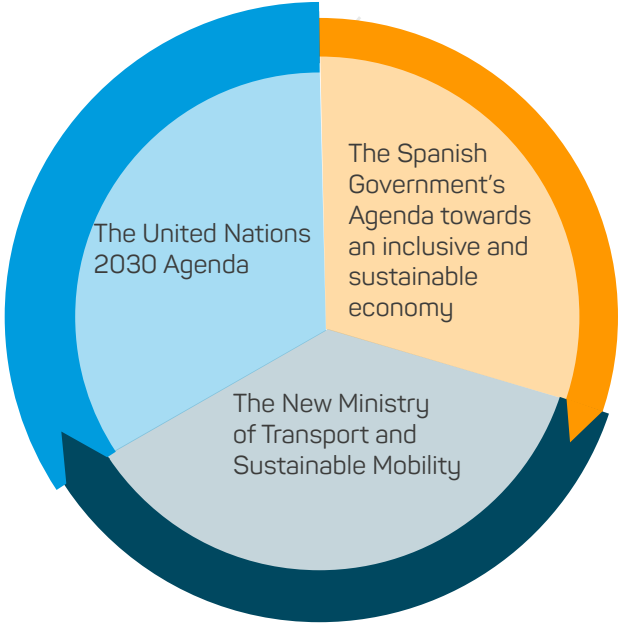 The United Nations
2030 Agenda
The Spanish
Government's
Agenda towards
an inclusive and
sustainable
economy
The New Ministry
of Transport and
Sustainable Mobility